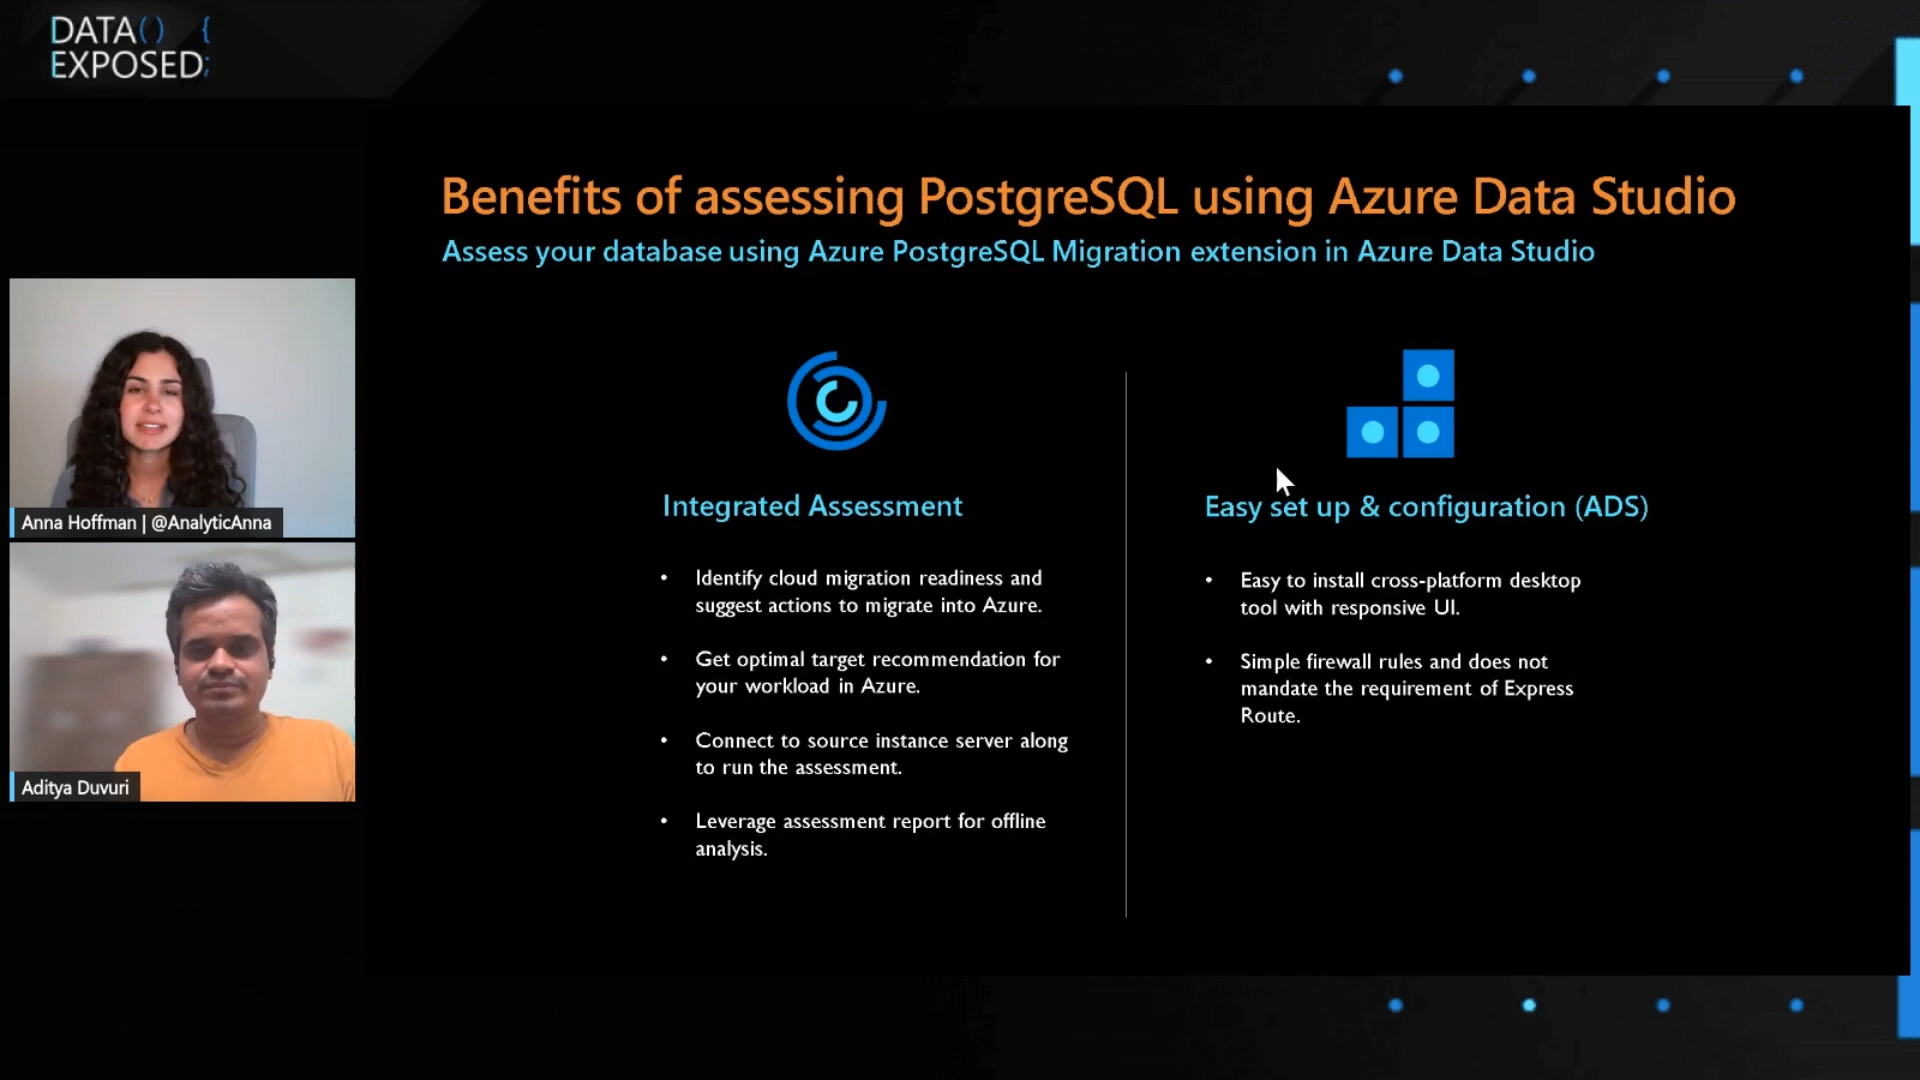 DATA() {
EXPOSED;
Benefits of assessing PostgreSQL using Azure Data Studio
Assess your database using Azure PostgreSQL Migration extension in Azure Data Studio
Anna Hoffman | @AnalyticAnna
Aditya Duvuri
Integrated Assessment
• Identify cloud migration readiness and
suggest actions to migrate into Azure.
• Get optimal target recommendation for
your workload in Azure.
• Connect to source instance server along
to run the assessment.
• Leverage assessment report for offline
analysis.
Easy set up & configuration (ADS)
• Easy to install cross-platform desktop
tool with responsive UI.
• Simple firewall rules and does not
mandate the requirement of Express
Route.